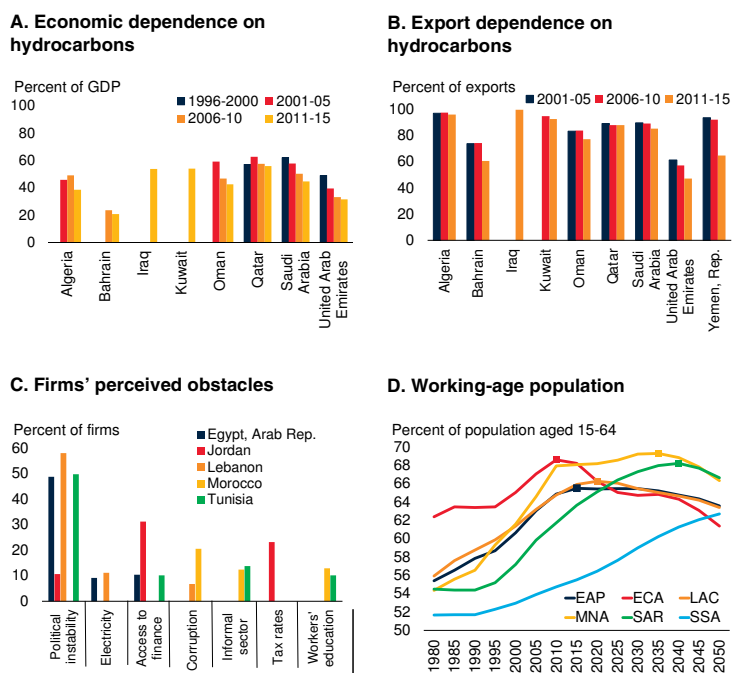 A. Economic dependence on
hydrocarbons
Percent of GDP
1996-2000
2001-05
2006-10
2011-15
100
80
60
40
20
0
Algeria
Bahrain
Iraq
Kuwait
Oman
Qatar
Saudi
Arabia
United Arab
Emirates
B. Export dependence on
hydrocarbons
Percent of exports
2001-05
2006-10
2011-15
100
80
60
40
20
0
Algeria
Bahrain
Iraq
Kuwait
Oman
Qatar
Saudi
Arabia
United Arab
Emirates
Yemen, Rep.
C. Firms' perceived obstacles
Percent of firms
Egypt, Arab Rep.
Jordan
Lebanon
Morocco
Tunisia
60
50
40
30
20
10
0
Political
instability
Electricity
Access to
finance
Corruption
Informal
sector
Tax rates
Workers'
education
D. Working-age population
Percent of population aged 15-64
70
68
66
64
62
60
58
56
54
52
50
EAP
ECA
LAC
MNA
SAR
SSA
1980
1985
1990
1995
2000
2005
2010
2015
2020
2025
2030
2035
2040
2045
2050